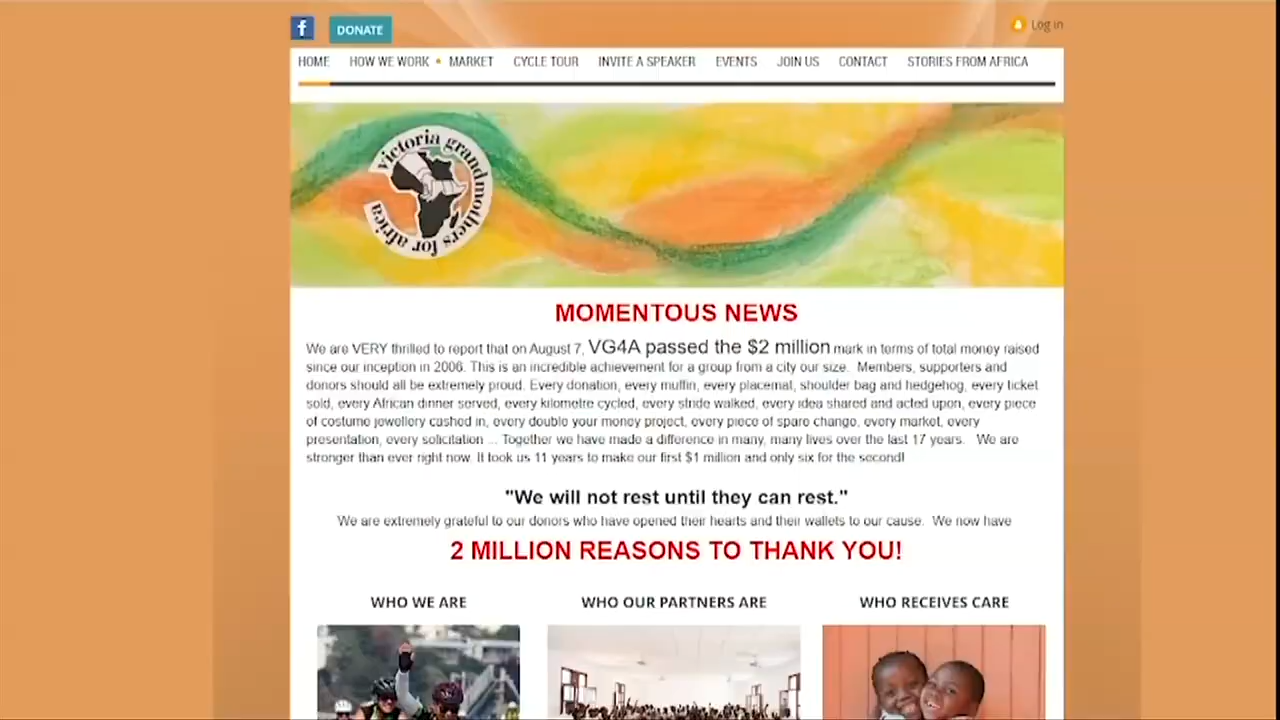 f DONATE Log in
HOME HOW WE WORK MARKET CYCLE TOUR INVITE A SPEAKER EVENTS JOIN US CONTACT STORIES FROM AFRICA
victoria grandmothers for africa
MOMENTOUS NEWS
We are VERY thrilled to report that on August 7, VG4A passed the $2 million mark in terms of total money raised
since our inception in 2006. This is an incredible achievement for a group from a city our size. Members, supporters and
donors should all be extremely proud. Every donation, every muffin, every placemat, shoulder bag and hedgehog, every ticket
sold, every African dinner served, every kilometre cycled, every stride walked, every idea shared and acted upon, every piece
of costume jewellery cashed in, every double your money project, every piece of spare change, every market, every
presentation, every solicitation ... Together we have made a difference in many, many lives over the last 17 years. We are
stronger than ever right now. It took us 11 years to make our first $1 million and only six for the second!
"We will not rest until they can rest."
We are extremely grateful to our donors who have opened their hearts and their wallets to our cause. We now have
2 MILLION REASONS TO THANK YOU!
WHO WE ARE WHO OUR PARTNERS ARE WHO RECEIVES CARE